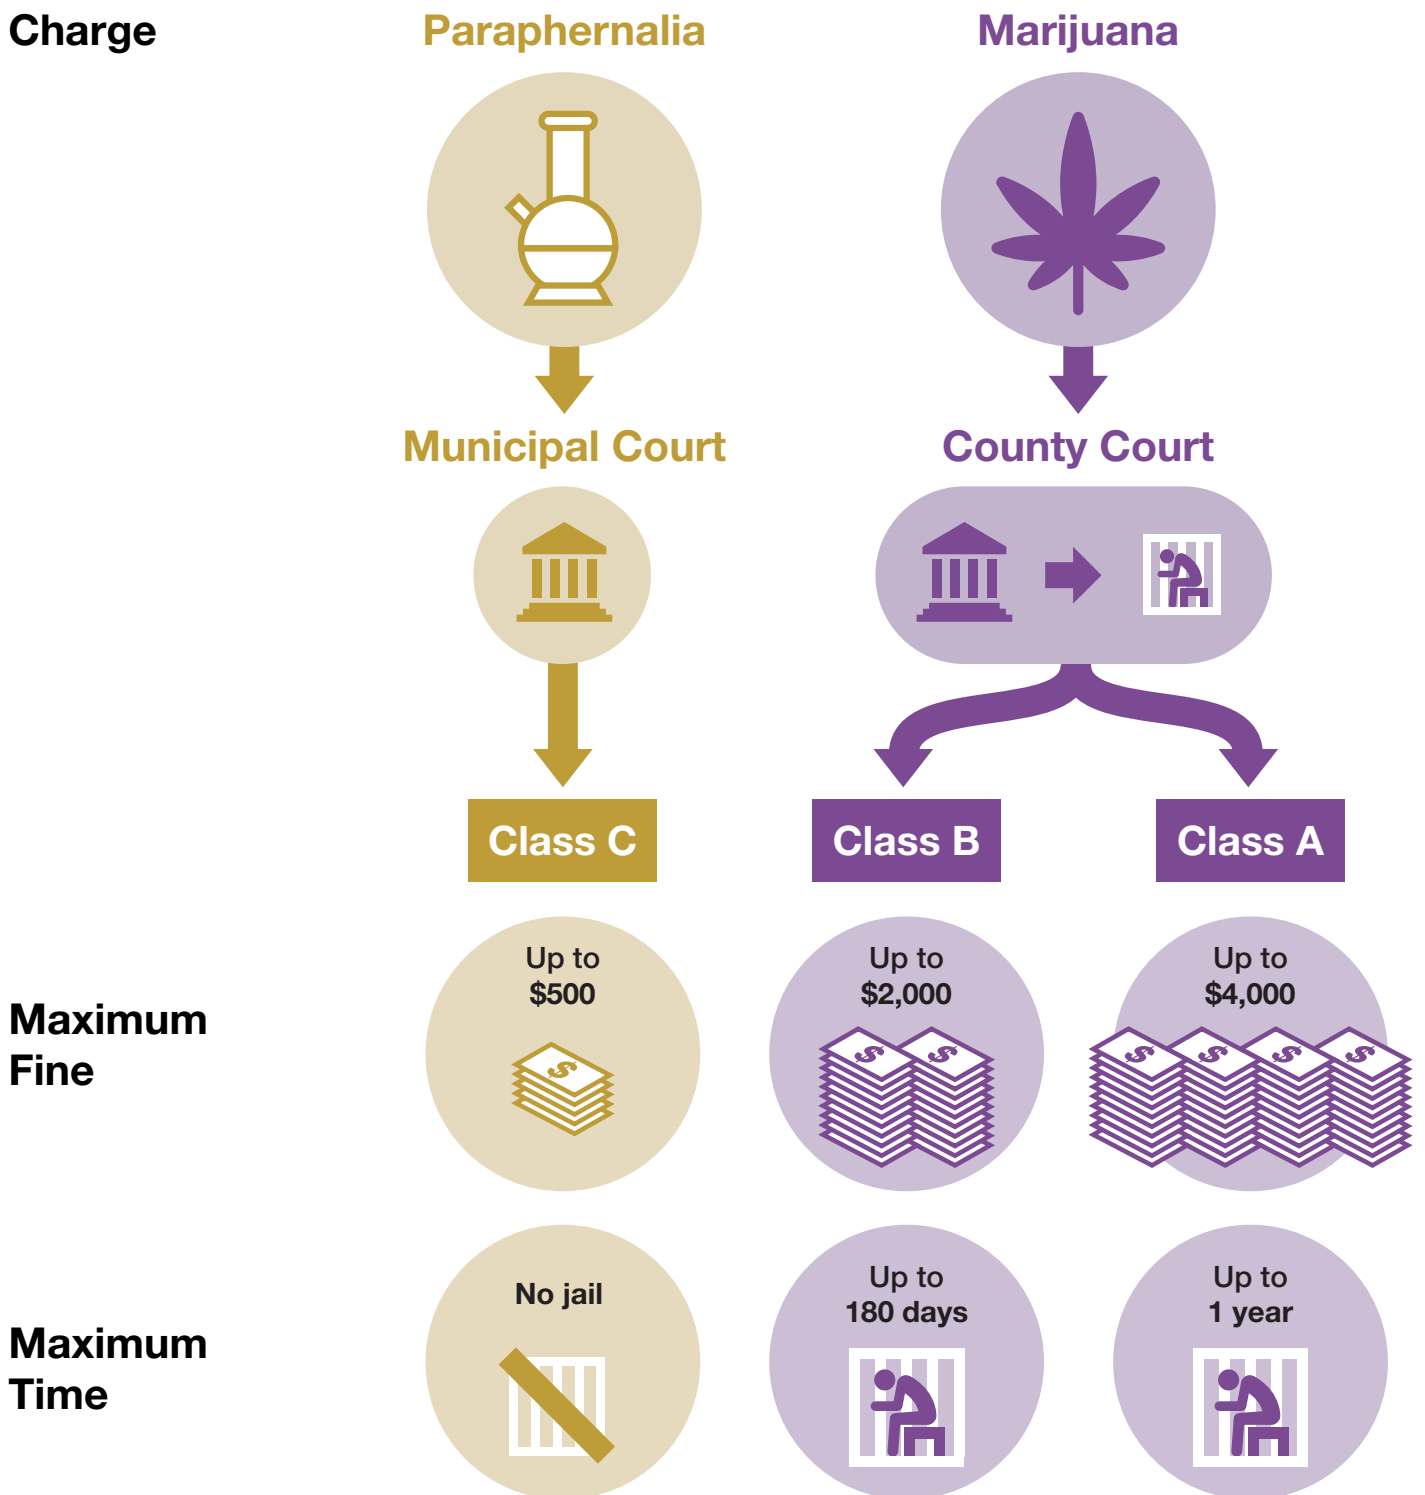 Charge
Paraphernalia
Marijuana
Municipal Court
County Court
Class C
Class B
Class A
Maximum
Fine
Up to
$500
$
Up to
$2,000
$ $
Up to
$4,000
$ $ $ $
Maximum
Time
No jail
Up to
180 days
Up to
1 year